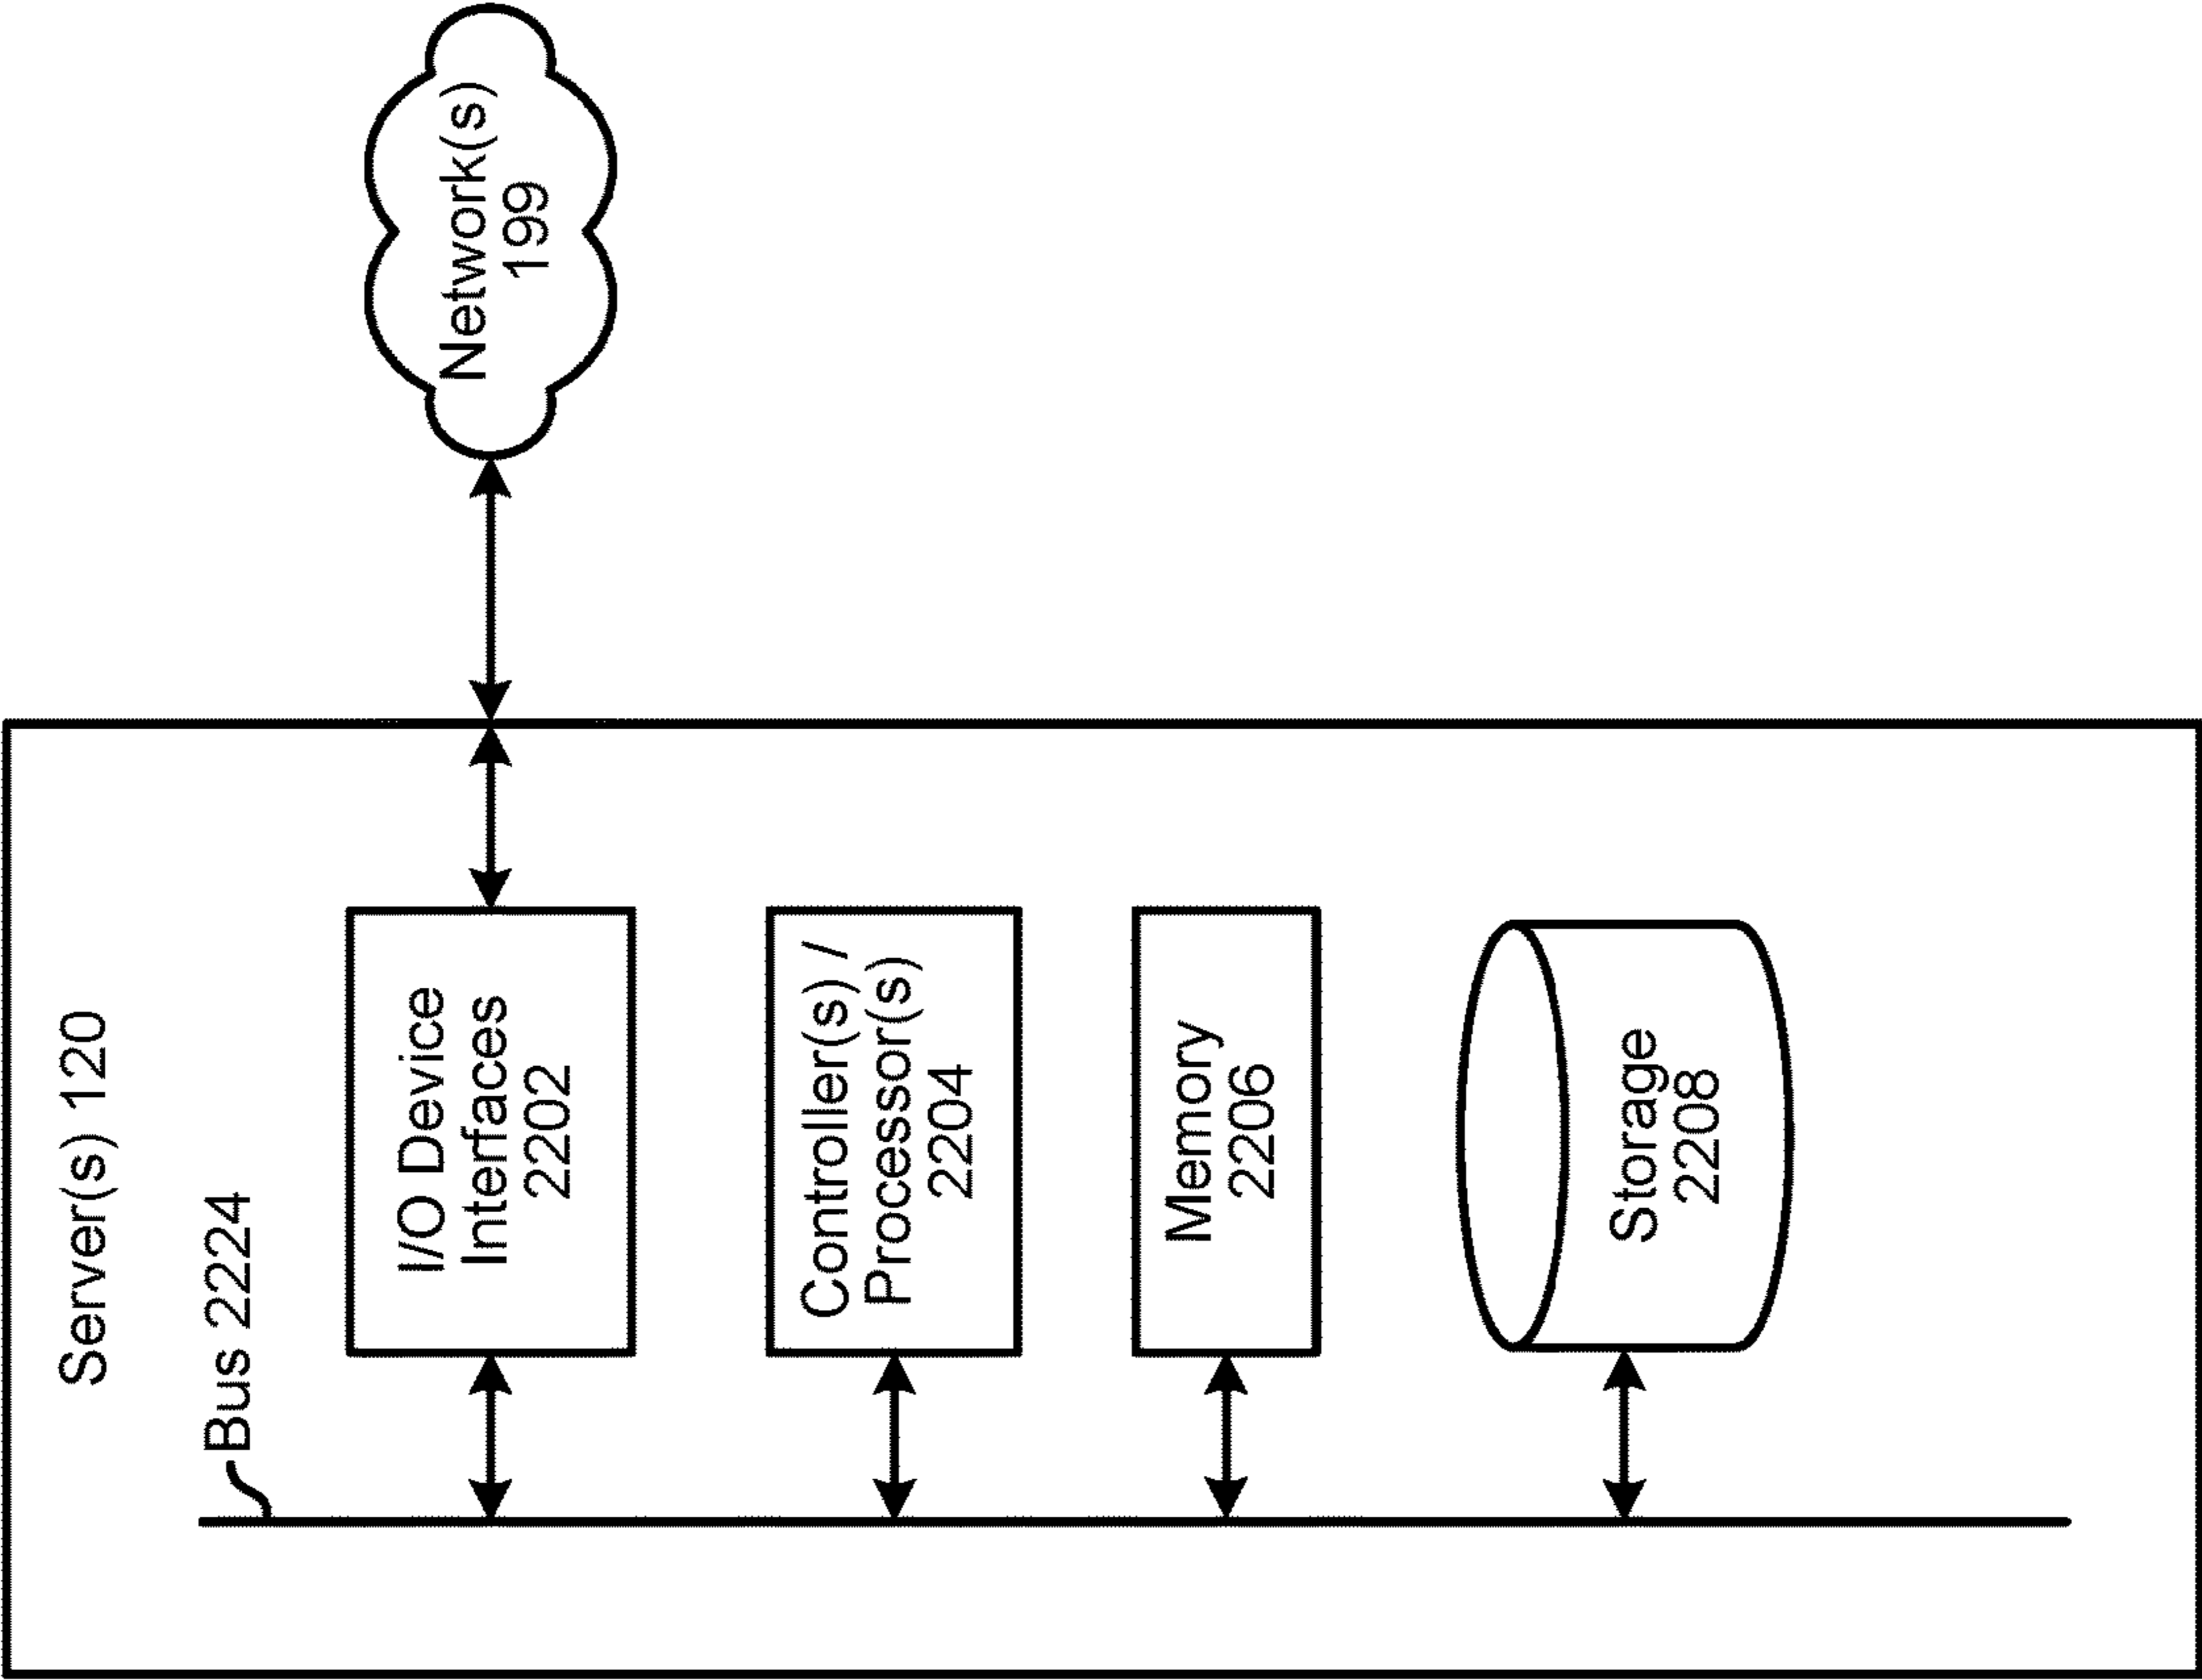 Server(s) 120
Bus 2224
I/O Device
Interfaces
2202
Network(s)
199
Controller(s) /
Processor(s)
2204
Memory
2206
Storage
2208